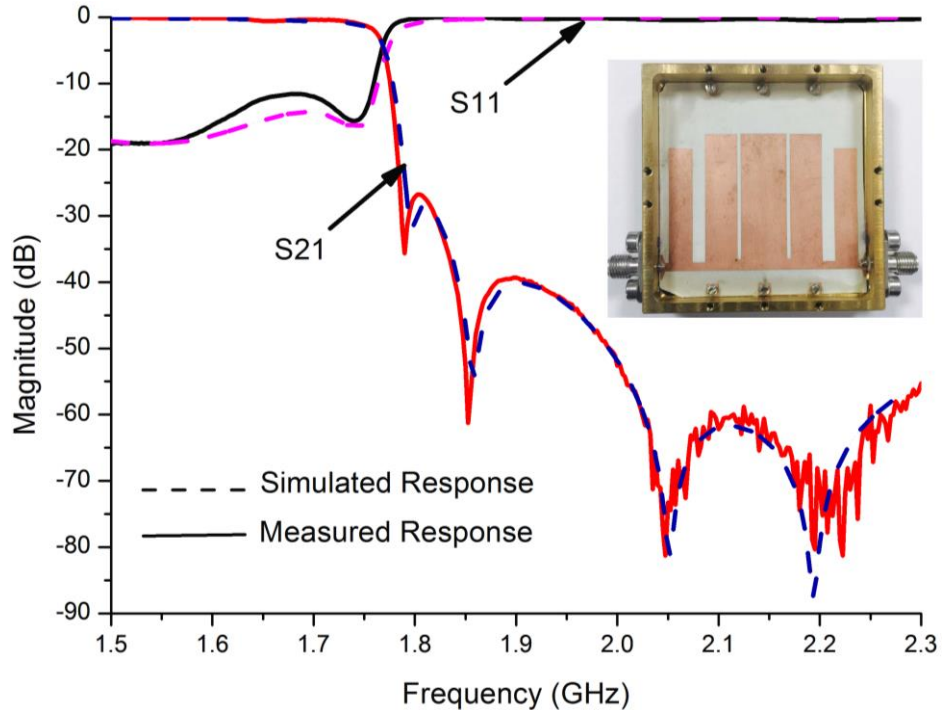 0
-10
-20
-30
-40
-50
-60
-70
-80
-90
Magnitude (dB)
S11
S21
Simulated Response
Measured Response
1.5 1.6 1.7 1.8 1.9 2.0 2.1 2.2 2.3
Frequency (GHz)